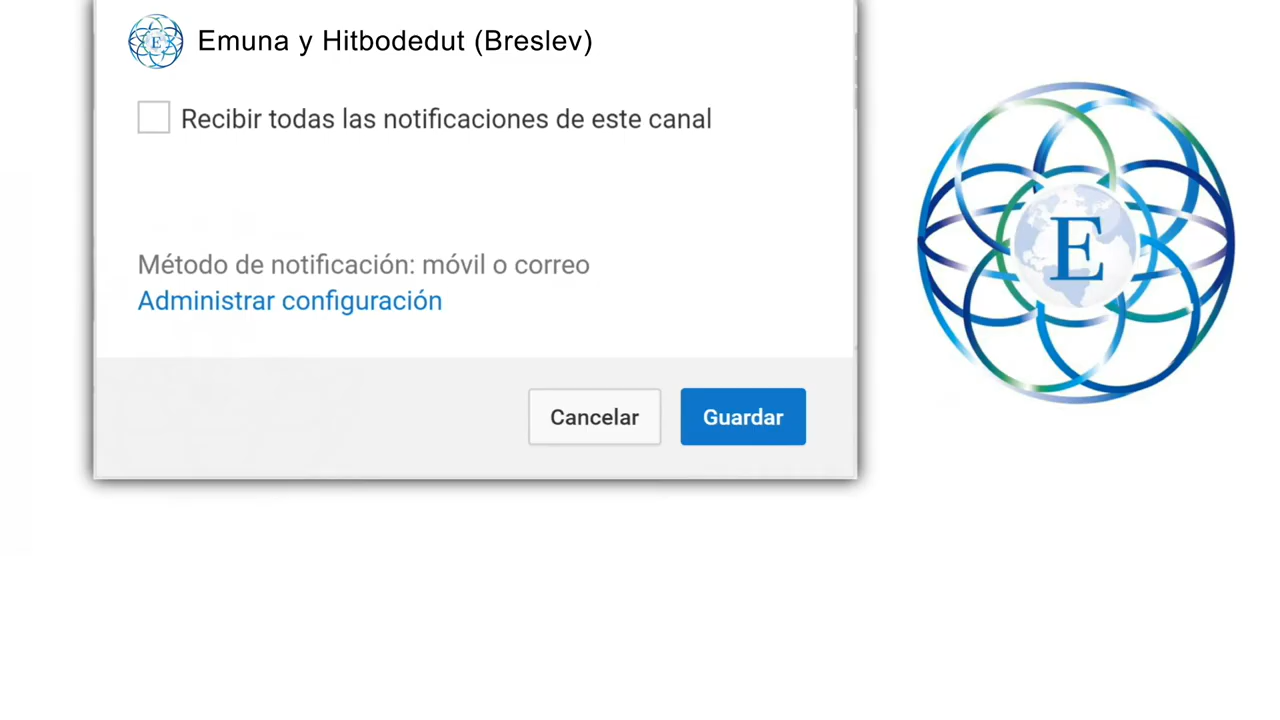 E
Emuna y Hitbodedut (Breslev)
Recibir todas las notificaciones de este canal
E
Método de notificación: móvil o correo
Administrar configuración
Cancelar
Guardar